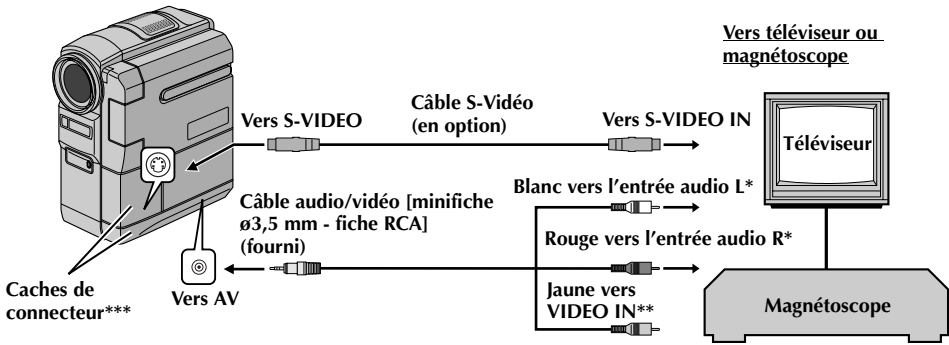 Vers téléviseur ou
magnétoscope
Câble S-Vidéo
(en option)
Vers S-VIDEO
Vers S-VIDEO IN
Téléviseur
Blanc vers l'entrée audio L*
Câble audio/vidéo [minifiche
ø3,5 mm - fiche RCA]
(fourni)
Rouge vers l'entrée audio R*
Vers AV
Jaune vers
VIDEO IN**
Caches de
connecteur***
Magnétoscope